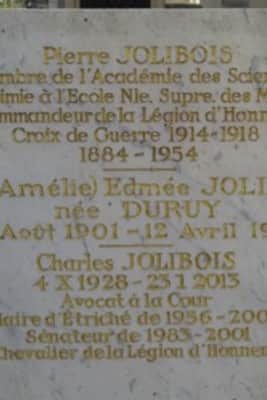 Pierre JOLIBOIS
mbre de l'Académie des Scien
imie à l'Ecole Nle. Supre. des M
mmandeur de la Légion d'Honn
Croix de Guerre 1914-1918
1884 - 1954
Amélie) Edmée JOLI
née DURUY
Août 1901 - 12 Avril 19
Charles JOLIBOIS
4 X 1928 - 23 1 2013
Avocat à la Cour
aire d'Etriché de 1956 - 200
Sénateur de 1983 - 2001
Chevalier de la Légion d'Honneu